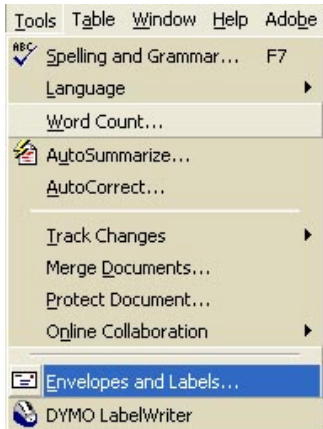 Tools Table Window Help Adobe
ABC Spelling and Grammar... F7
Language
Word Count...
AutoSummarize...
AutoCorrect...
Track Changes
Merge Documents...
Protect Document...
Online Collaboration
Envelopes and Labels...
DYMO LabelWriter